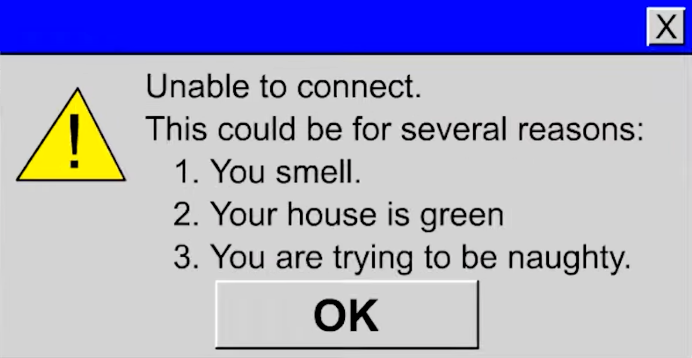 X
Unable to connect.
This could be for several reasons:
1. You smell.
2. Your house is green
3. You are trying to be naughty.
OK